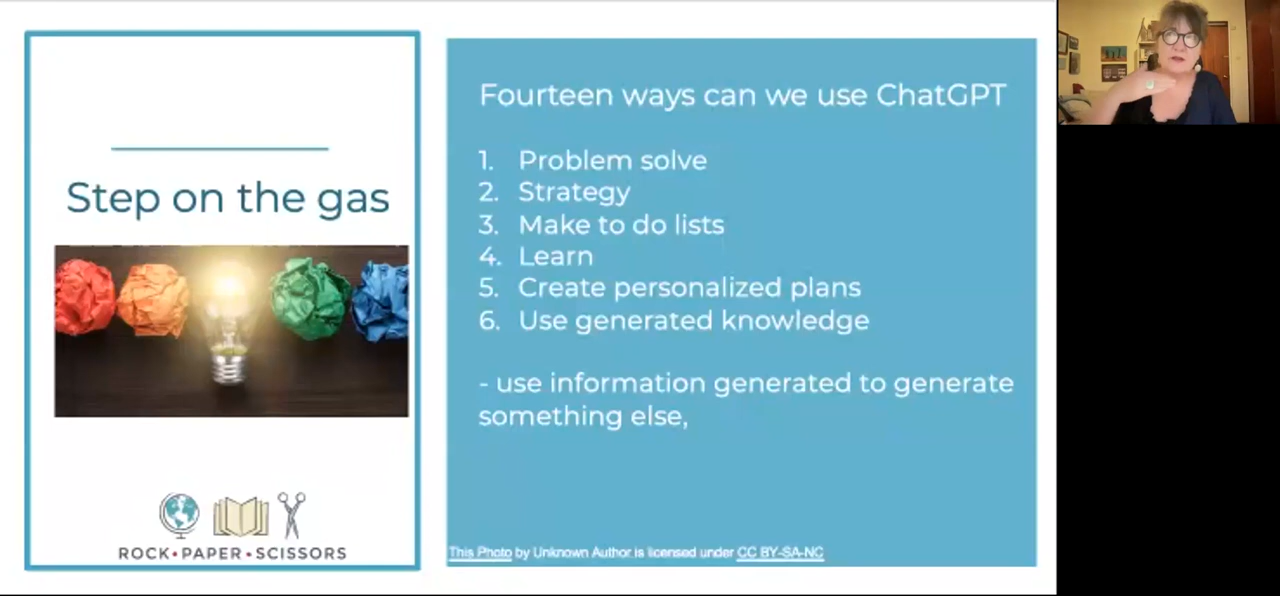 Step on the gas
ROCK•PAPER•SCISSORS
Fourteen ways can we use ChatGPT
1. Problem solve
2. Strategy
3. Make to do lists
4. Learn
5. Create personalized plans
6. Use generated knowledge
- use information generated to generate
something else,
This Photo by Unknown Author is licensed under CC BY-SA-NC